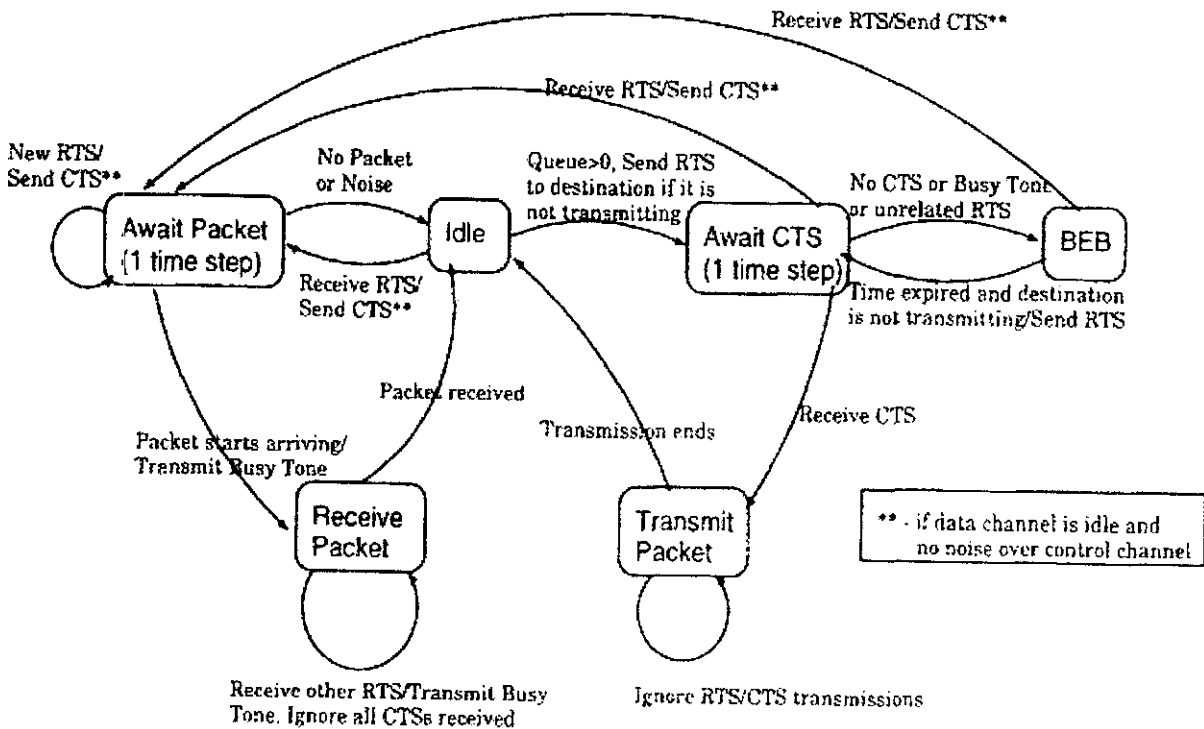 Receive RTS/Send CTS**
Receive RTS/Send CTS**
New RTS/
Send CTS**
No Packet
or Noise
Queue>0, Send RTS
to destination if it is
not transmitting
No CTS or Busy Tone
or unrelated RTS
Await Packet
(1 time step)
Idle
Await CTS
(1 time step)
BEB
Receive RTS/
Send CTS**
Time expired and destination
is not transmitting/Send RTS
Packet received
Transmission ends
Receive CTS
Packet starts arriving/
Transmit Busy Tone
Receive
Packet
Transmit
Packet
** - if data channel is idle and
no noise over control channel
Receive other RTS/Transmit Busy
Tone. Ignore all CTSs received
Ignore RTS/CTS transmissions